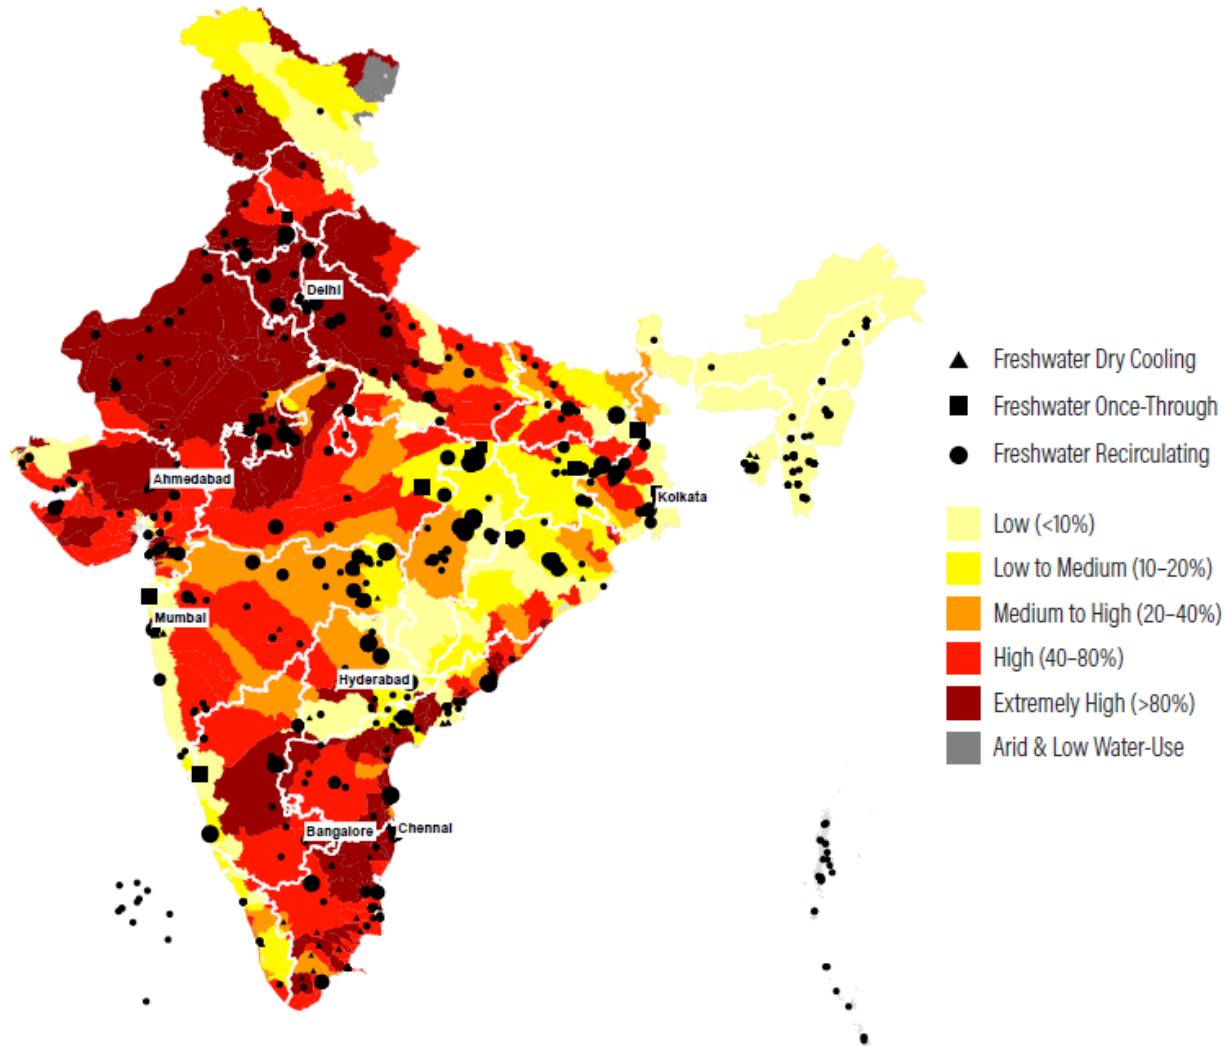 Delhi
Ahmedabad
Kolkata
Mumbai
Hyderabad
Bangalore
Chennai
Freshwater Dry Cooling
Freshwater Once-Through
Freshwater Recirculating
Low (<10%)
Low to Medium (10–20%)
Medium to High (20–40%)
High (40–80%)
Extremely High (>80%)
Arid & Low Water-Use